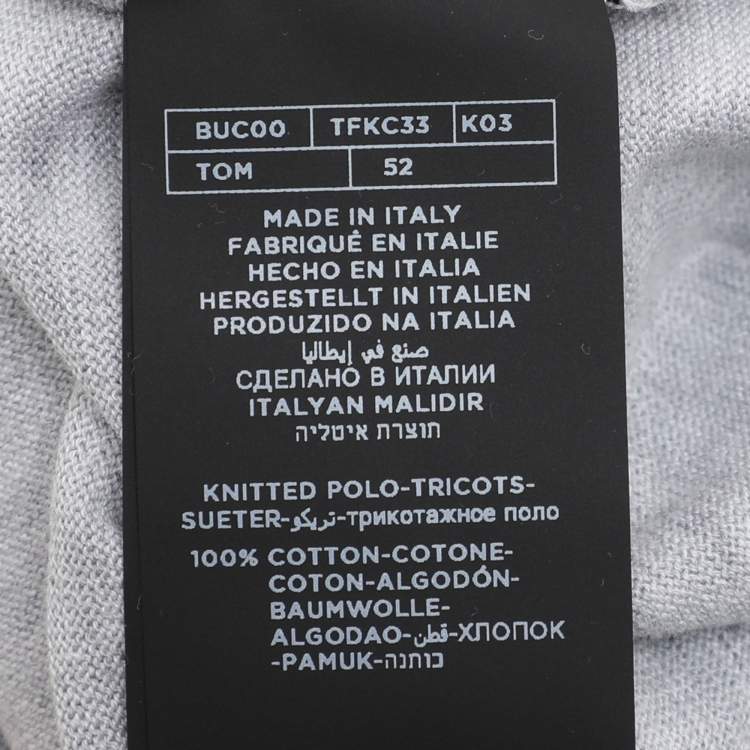 BUC00 TFKC33 K03
TOM 52
MADE IN ITALY
FABRIQUÊ EN ITALIE
HECHO EN ITALIA
HERGESTELLT IN ITALIEN
PRODUZIDO NA ITALIA
صنع في إيطاليا
СДЕЛАНО В ИТАЛИИ
ITALYAN MALIDIR
תוצרת איטליה
KNITTED POLO-TRICOTS-
SUETER-تريكو-трикотажное поло
100% COTTON-COTONE-
COTON-ALGODÓN-
BAUMWOLLE-
ALGODAO-قطن-ХЛОПОК
-PAMUK-כותנה